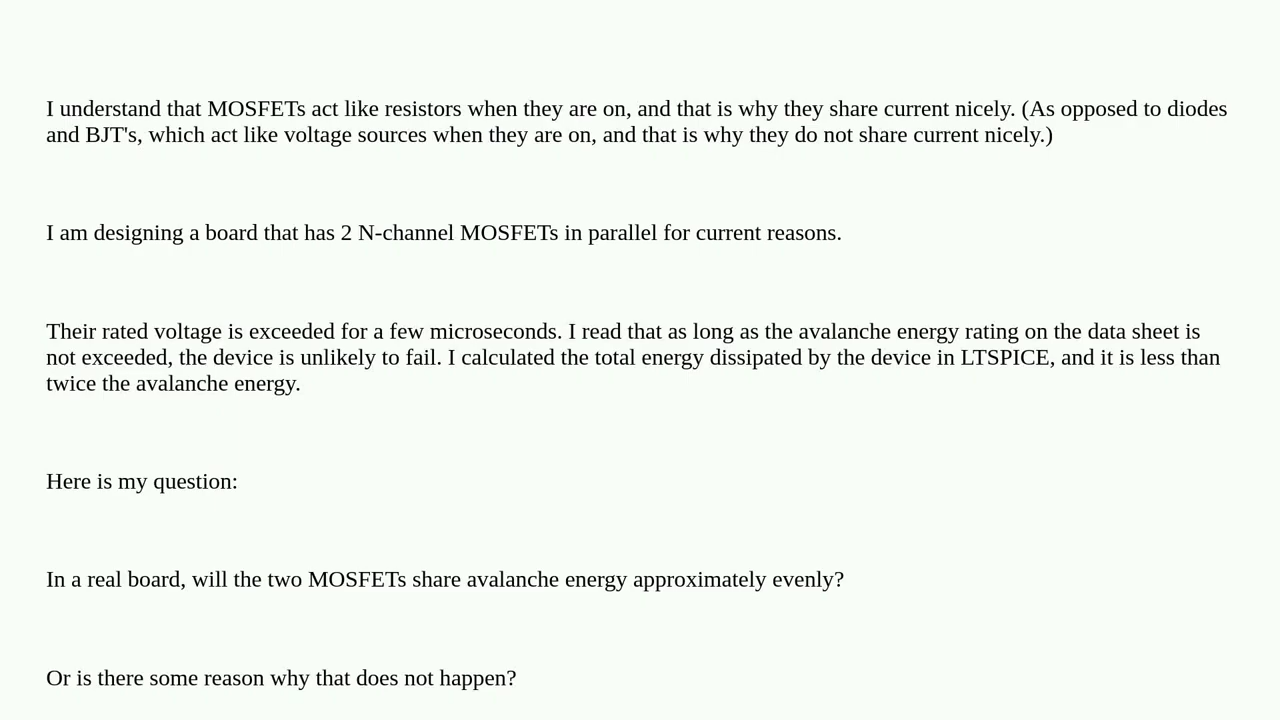 I understand that MOSFETs act like resistors when they are on, and that is why they share current nicely. (As opposed to diodes
and BJT's, which act like voltage sources when they are on, and that is why they do not share current nicely.)
I am designing a board that has 2 N-channel MOSFETs in parallel for current reasons.
Their rated voltage is exceeded for a few microseconds. I read that as long as the avalanche energy rating on the data sheet is
not exceeded, the device is unlikely to fail. I calculated the total energy dissipated by the device in LTSPICE, and it is less than
twice the avalanche energy.
Here is my question:
In a real board, will the two MOSFETs share avalanche energy approximately evenly?
Or is there some reason why that does not happen?